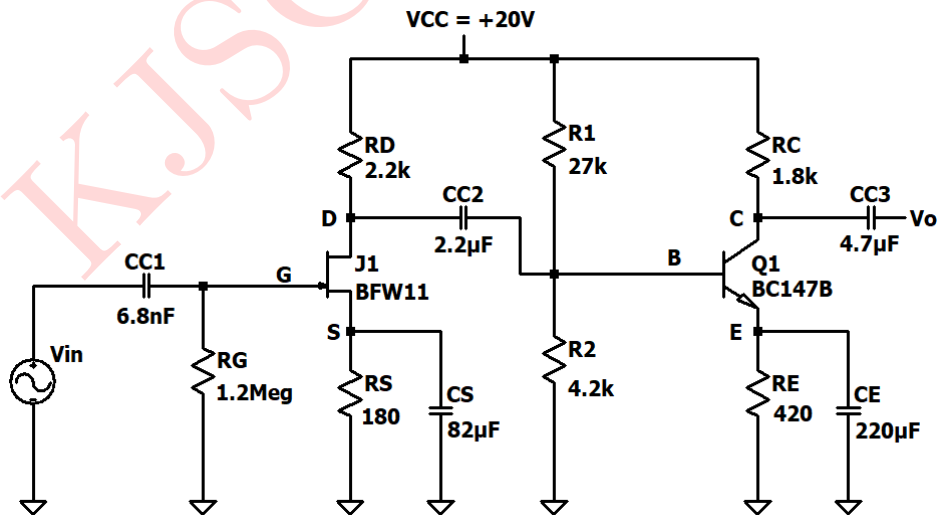 KJSC
VCC = +20V
RD
2.2k
R1
27k
RC
1.8k
CC2
2.2µF
CC3
4.7µF
Vo
D
C
CC1
6.8nF
G
J1
BFW11
B
Q1
BC147B
S
E
Vin
RG
1.2Meg
RS
180
CS
82µF
R2
4.2k
RE
420
CE
220µF